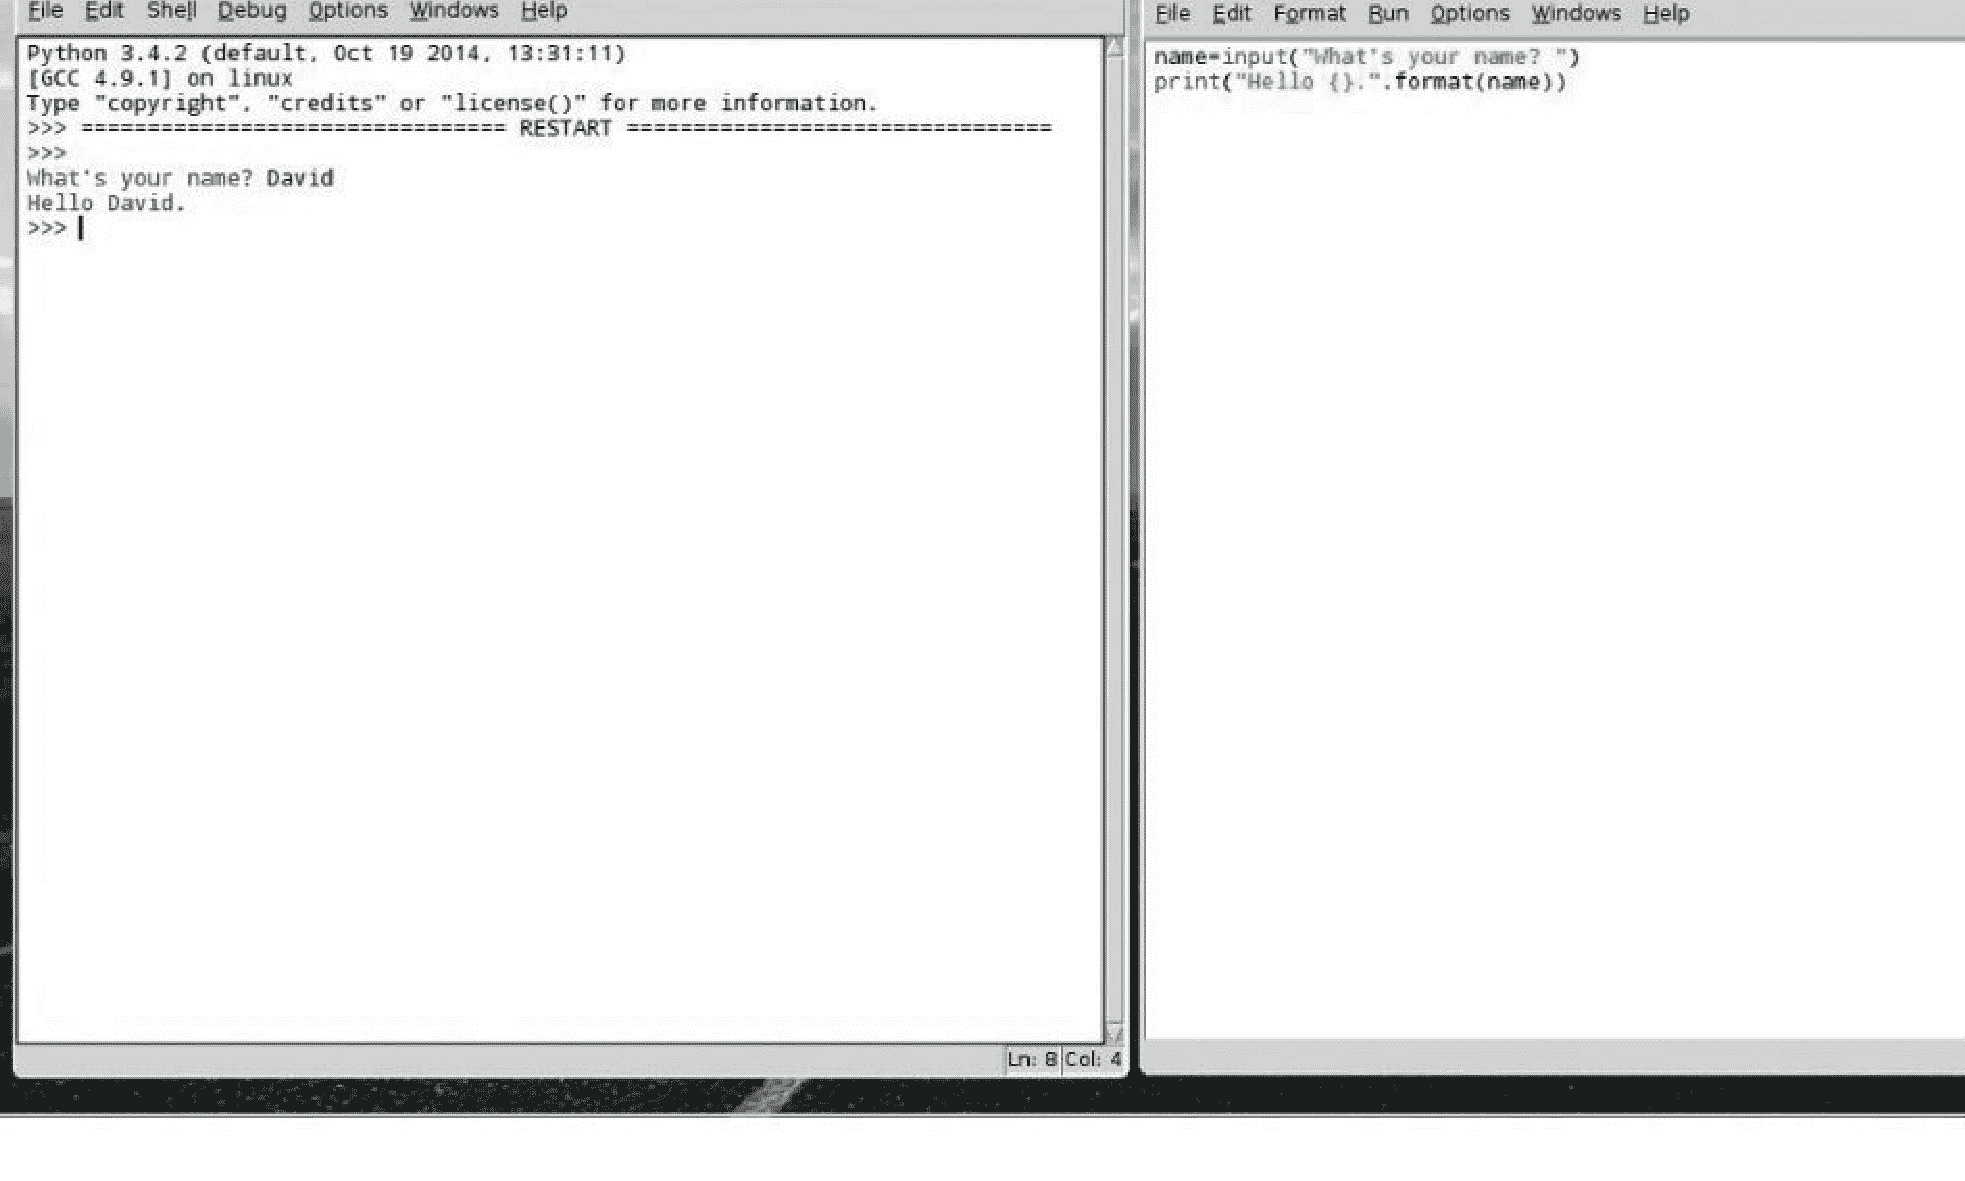 File Edit Shell Debug Options Windows Help
Python 3.4.2 (default, Oct 19 2014, 13:31:11)
[GCC 4.9.1] on linux
Type "copyright", "credits" or "license()" for more information.
>>> ================================ RESTART ================================
>>>
What's your name? David
Hello David.
>>>
Ln: 8 Col: 4
File Edit Format Run Options Windows Help
name=input("What's your name? ")
print("Hello {}.".format(name))